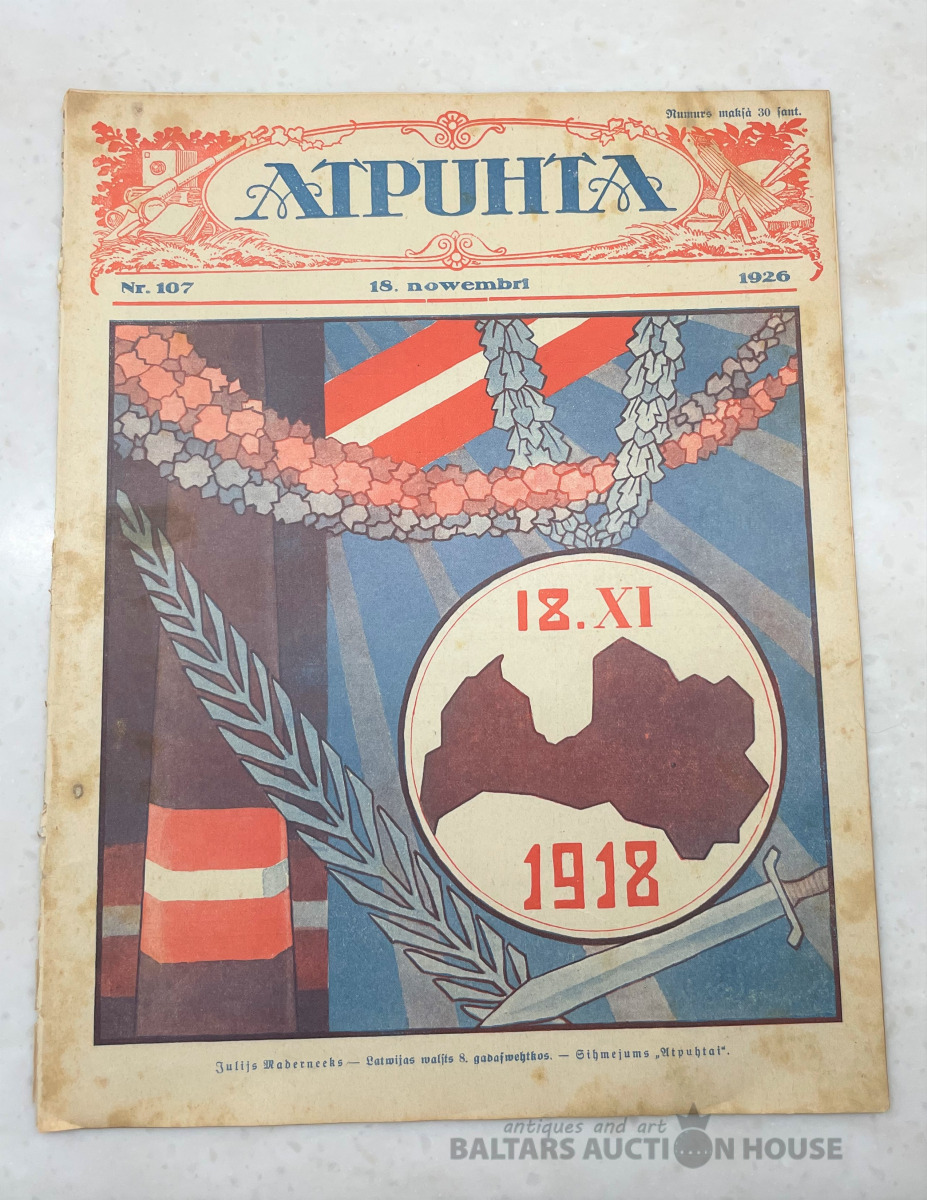 Numurs maksà 30 sant.
ATPUHTA
Nr. 107 18. nowembrī 1926
18. XI
1918
Julijs Maderneeks — Latwijas walsts 8. gadaſwehtkos. — Sihmejums „Atpuhtai“.
antiques and art
BALTARS AUCTION HOUSE